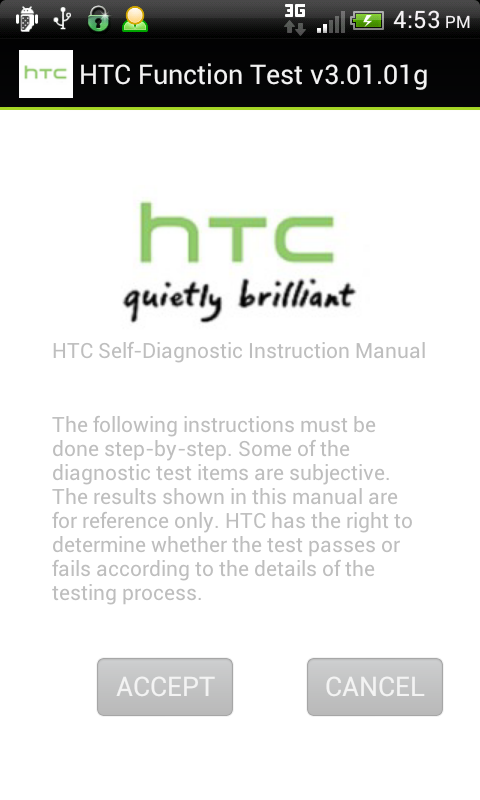 3G 4:53 PM
hTC HTC Function Test v3.01.01g
hTC
quietly brilliant
HTC Self-Diagnostic Instruction Manual
The following instructions must be
done step-by-step. Some of the
diagnostic test items are subjective.
The results shown in this manual are
for reference only. HTC has the right to
determine whether the test passes or
fails according to the details of the
testing process.
ACCEPT CANCEL